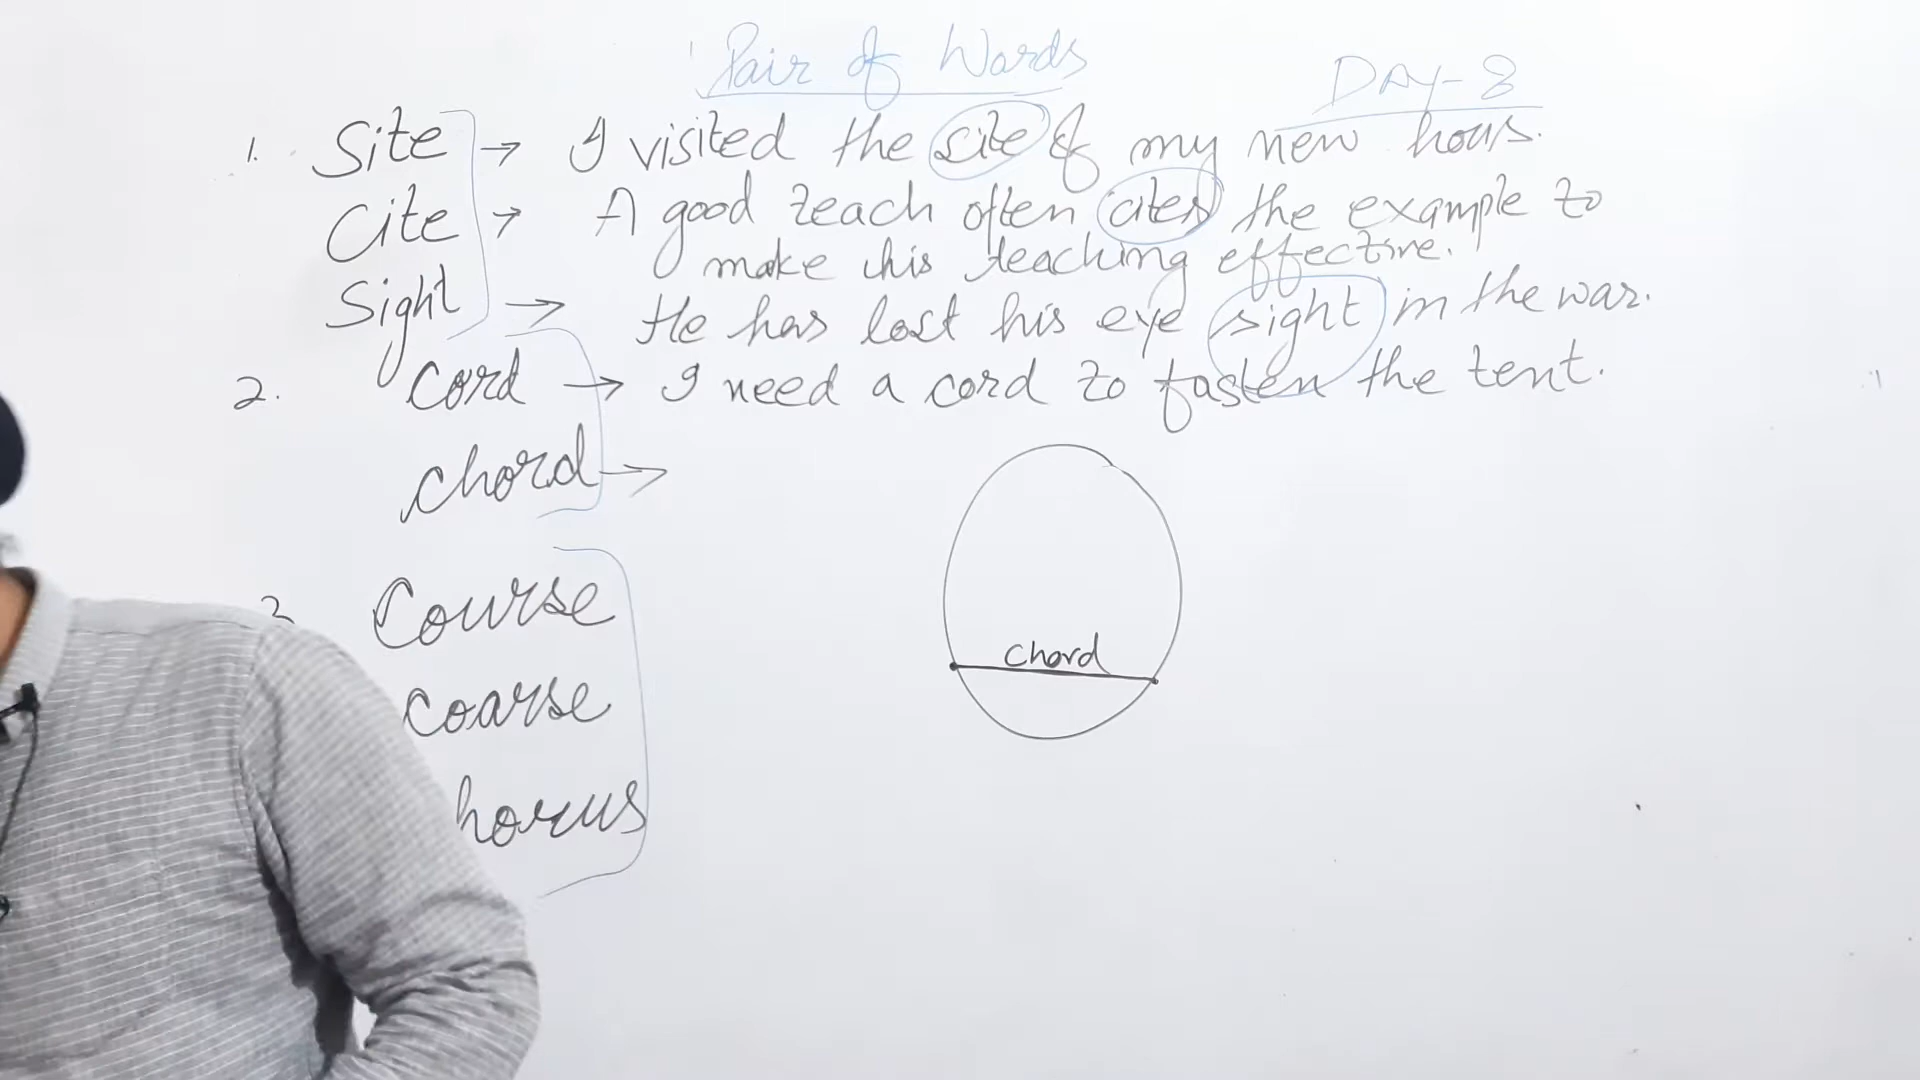 Pair of Words
DAY-8
1. Site → I visited the site of my new hous.
Cite → A good teach often cites the example to
make his teaching effective.
Sight → He has lost his eye sight in the war.
2. Cord → I need a cord to fasten the tent.
chord →
chord
3. Course
coarse
horus